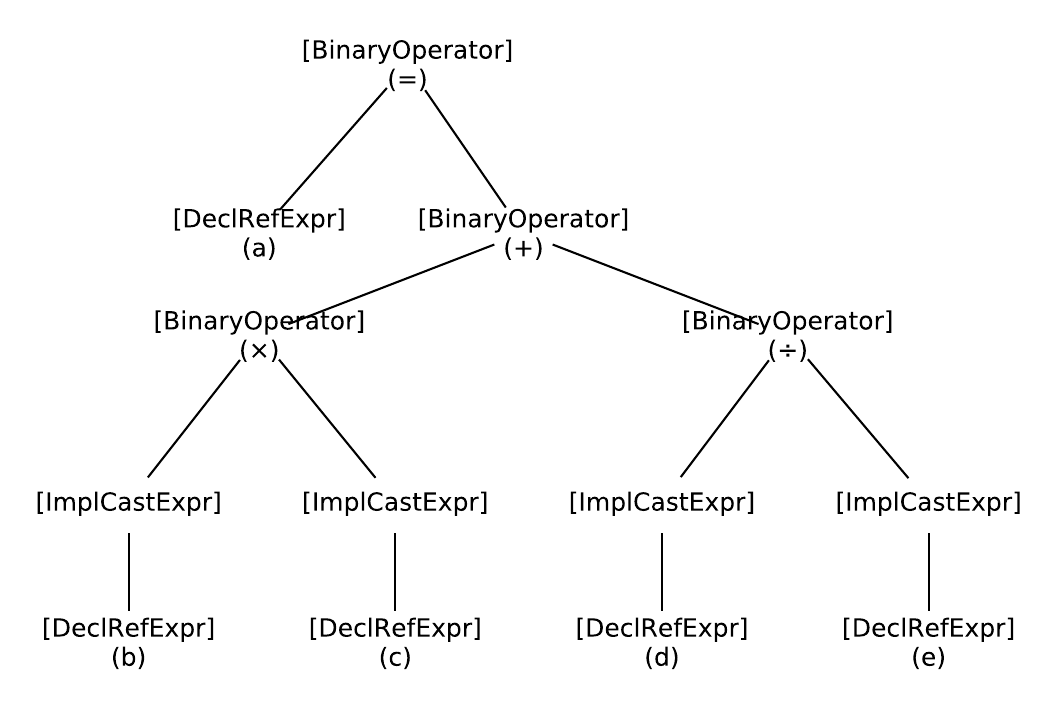 [BinaryOperator]
(=)
[DeclRefExpr]
(a)
[BinaryOperator]
(+)
[BinaryOperator]
(×)
[BinaryOperator]
(÷)
[ImplCastExpr]
[ImplCastExpr]
[ImplCastExpr]
[ImplCastExpr]
[DeclRefExpr]
(b)
[DeclRefExpr]
(c)
[DeclRefExpr]
(d)
[DeclRefExpr]
(e)